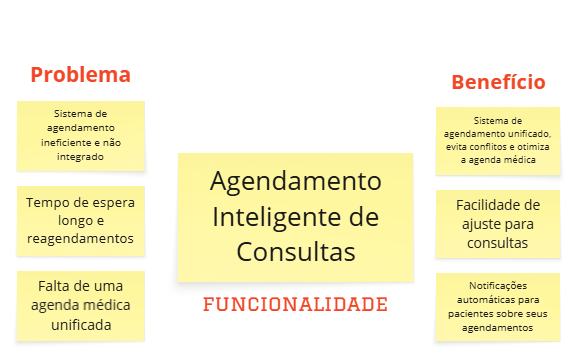 Problema
Sistema de
agendamento
ineficiente e não
integrado
Tempo de espera
longo e
reagendamentos
Falta de uma
agenda médica
unificada
Agendamento
Inteligente de
Consultas
FUNCIONALIDADE
Benefício
Sistema de
agendamento unificado,
evita conflitos e otimiza
a agenda médica
Facilidade de
ajuste para
consultas
Notificações
automáticas para
pacientes sobre seus
agendamentos